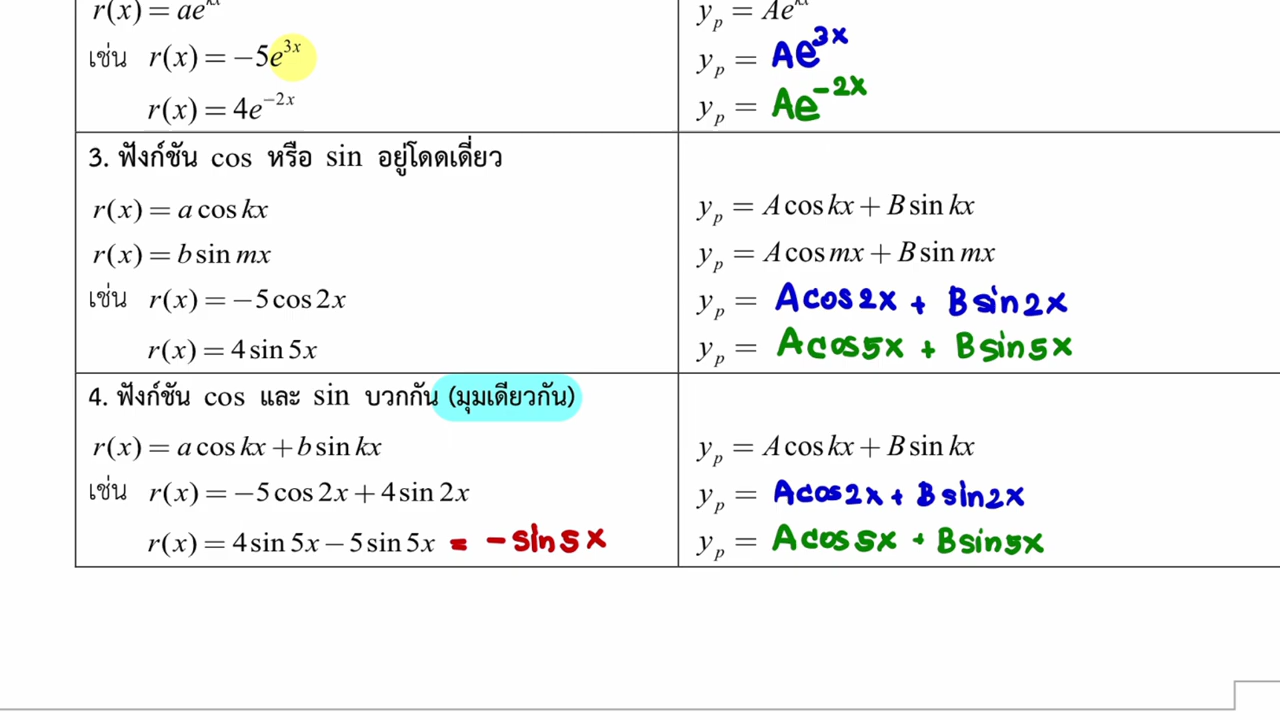 r(x) = ae^{kx} y_p = Ae^{kx}
เช่น r(x) = −5e^{3x} y_p = Ae^{3x}
r(x) = 4e^{−2x} y_p = Ae^{−2x}
3. ฟังก์ชัน cos หรือ sin อยู่โดดเดี่ยว
r(x) = a cos kx y_p = A cos kx + B sin kx
r(x) = b sin mx y_p = A cos mx + B sin mx
เช่น r(x) = −5 cos 2x y_p = Acos2x + Bsin2x
r(x) = 4 sin 5x y_p = Acos5x + Bsin5x
4. ฟังก์ชัน cos และ sin บวกกัน (มุมเดียวกัน)
r(x) = a cos kx + b sin kx y_p = A cos kx + B sin kx
เช่น r(x) = −5 cos 2x + 4 sin 2x y_p = Acos2x + Bsin2x
r(x) = 4 sin 5x − 5 sin 5x = −sin5x y_p = Acos5x + Bsin5x